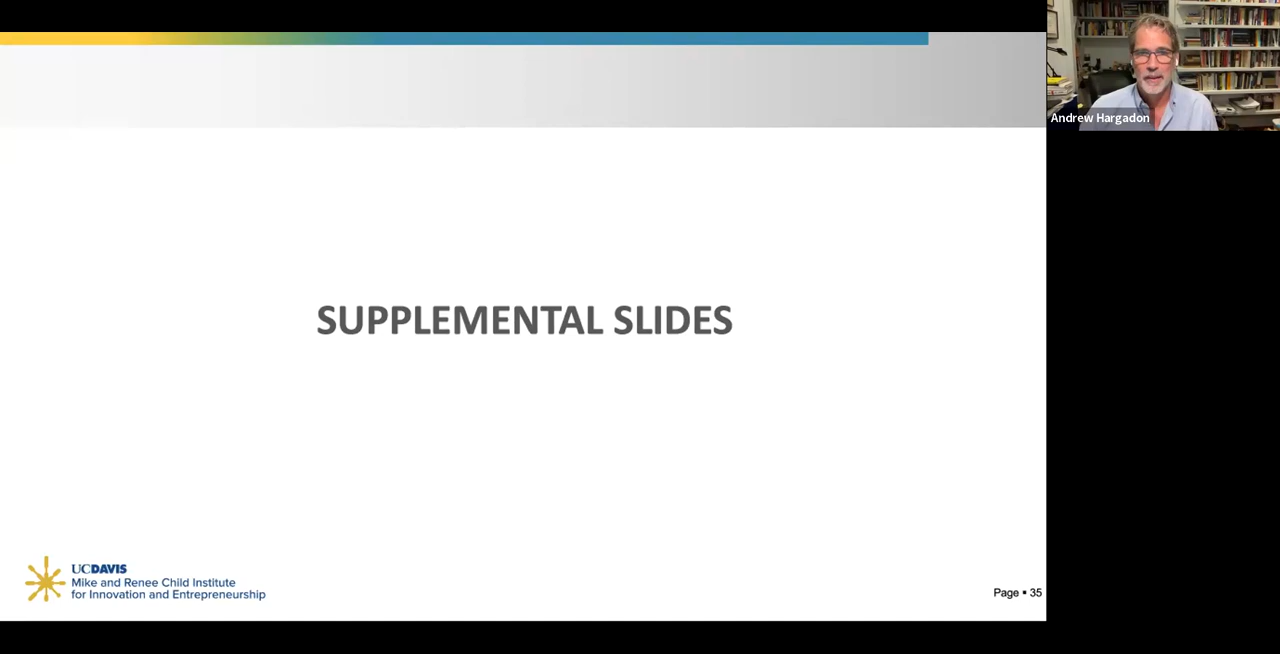 Andrew Hargadon
SUPPLEMENTAL SLIDES
UCDAVIS
Mike and Renee Child Institute
for Innovation and Entrepreneurship
Page ▪ 35